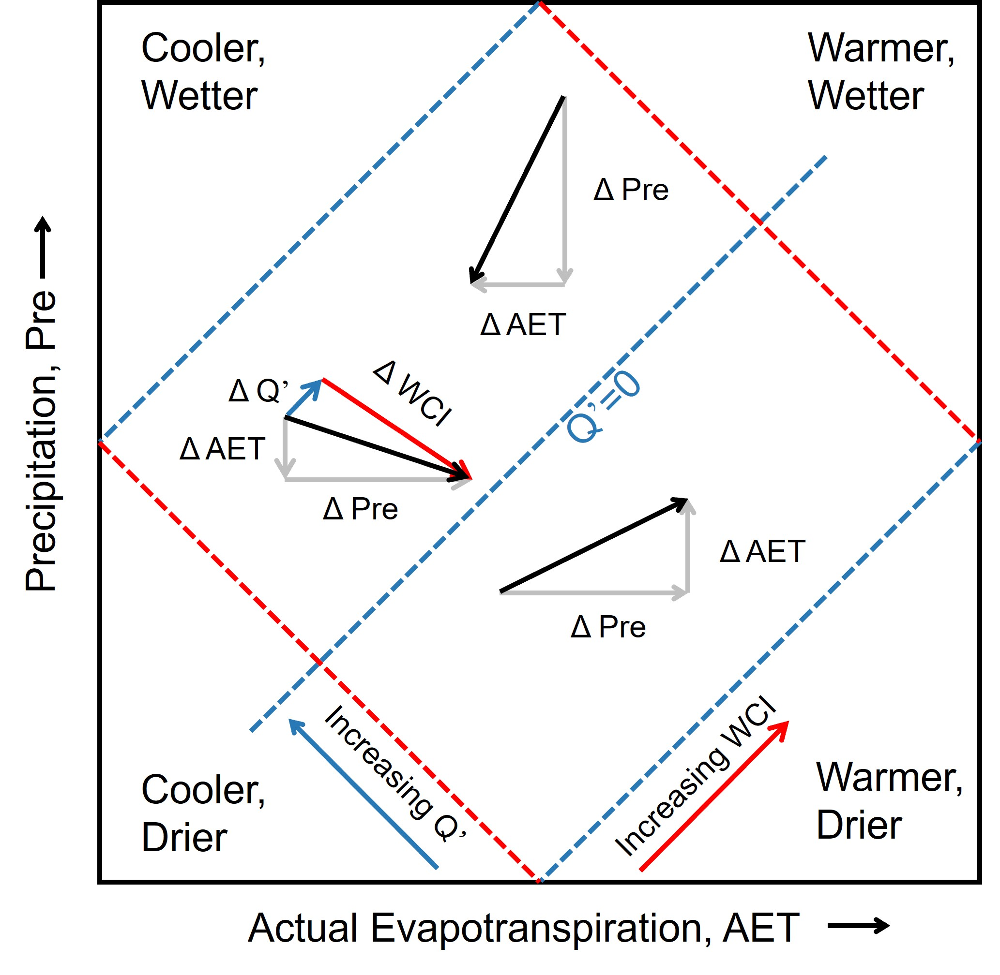 Cooler,
Wetter
Warmer,
Wetter
Δ Pre
Δ AET
Δ Q’
Δ WCI
Q’=0
Δ AET
Δ Pre
Δ AET
Δ Pre
Precipitation, Pre
Increasing Q’
Increasing WCI
Cooler,
Drier
Warmer,
Drier
Actual Evapotranspiration, AET